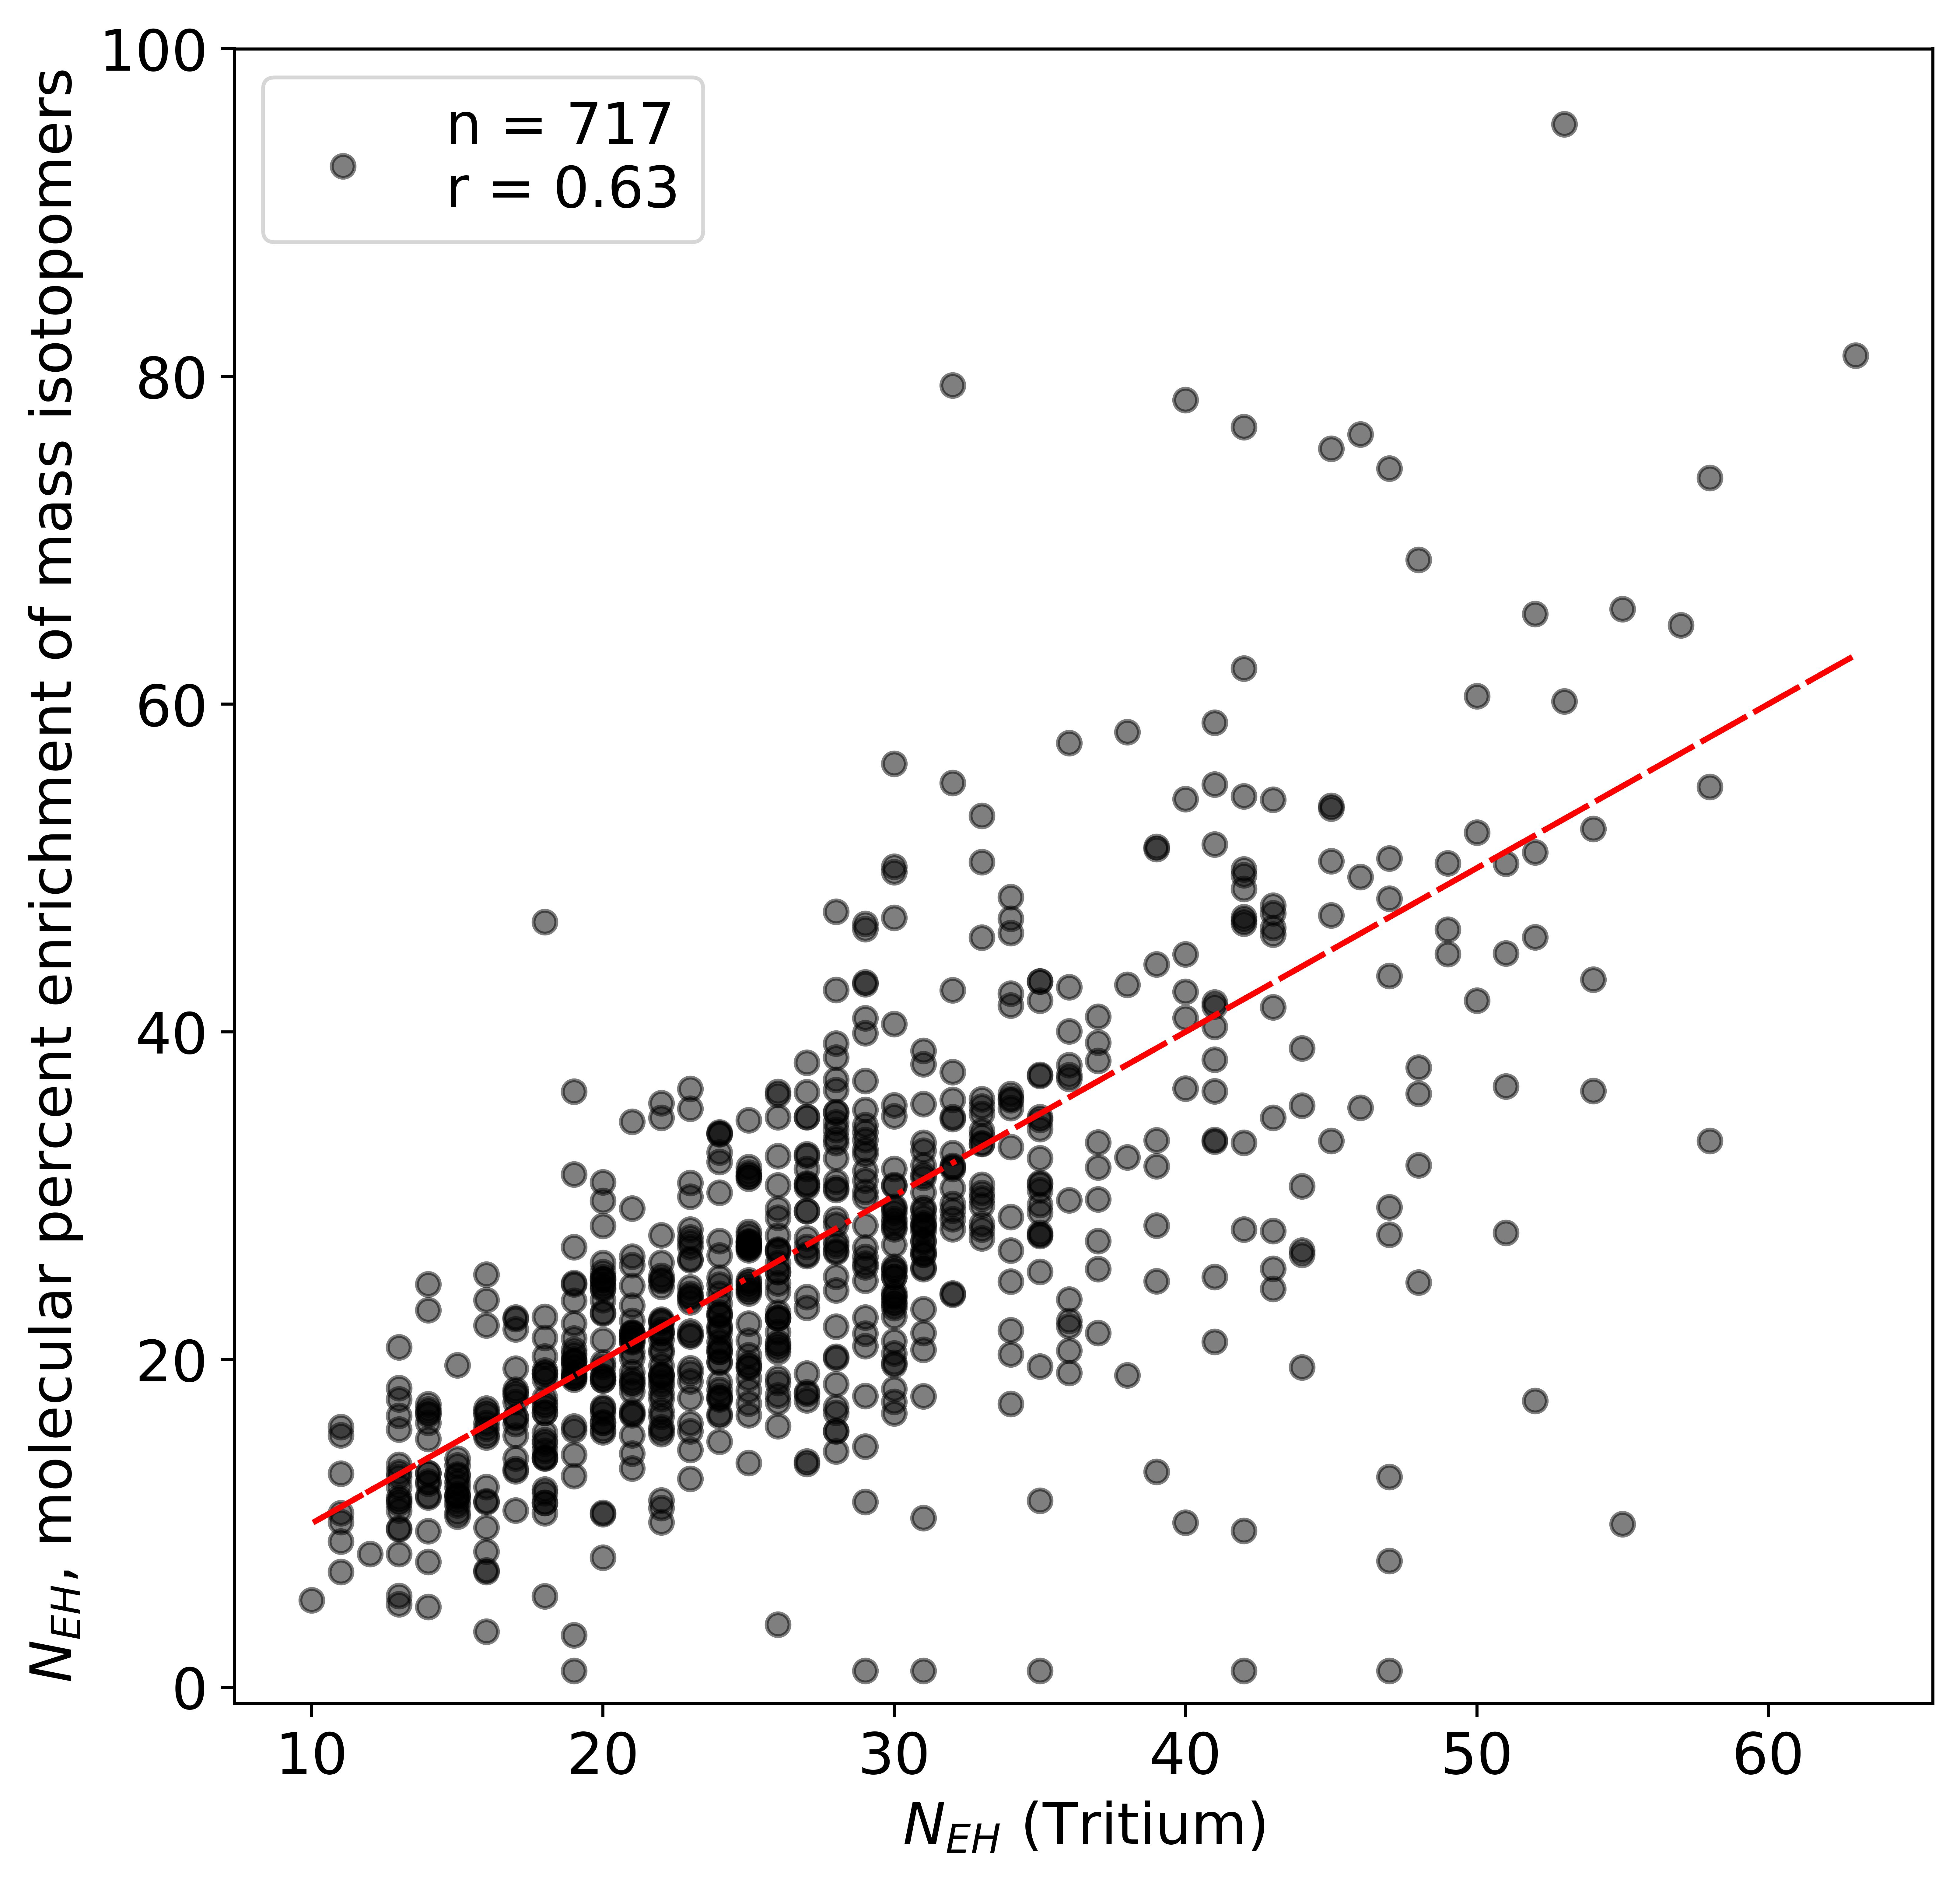 n = 717
r = 0.63
100
80
60
40
20
0
N_EH, molecular percent enrichment of mass isotopomers
10 20 30 40 50 60
N_EH (Tritium)